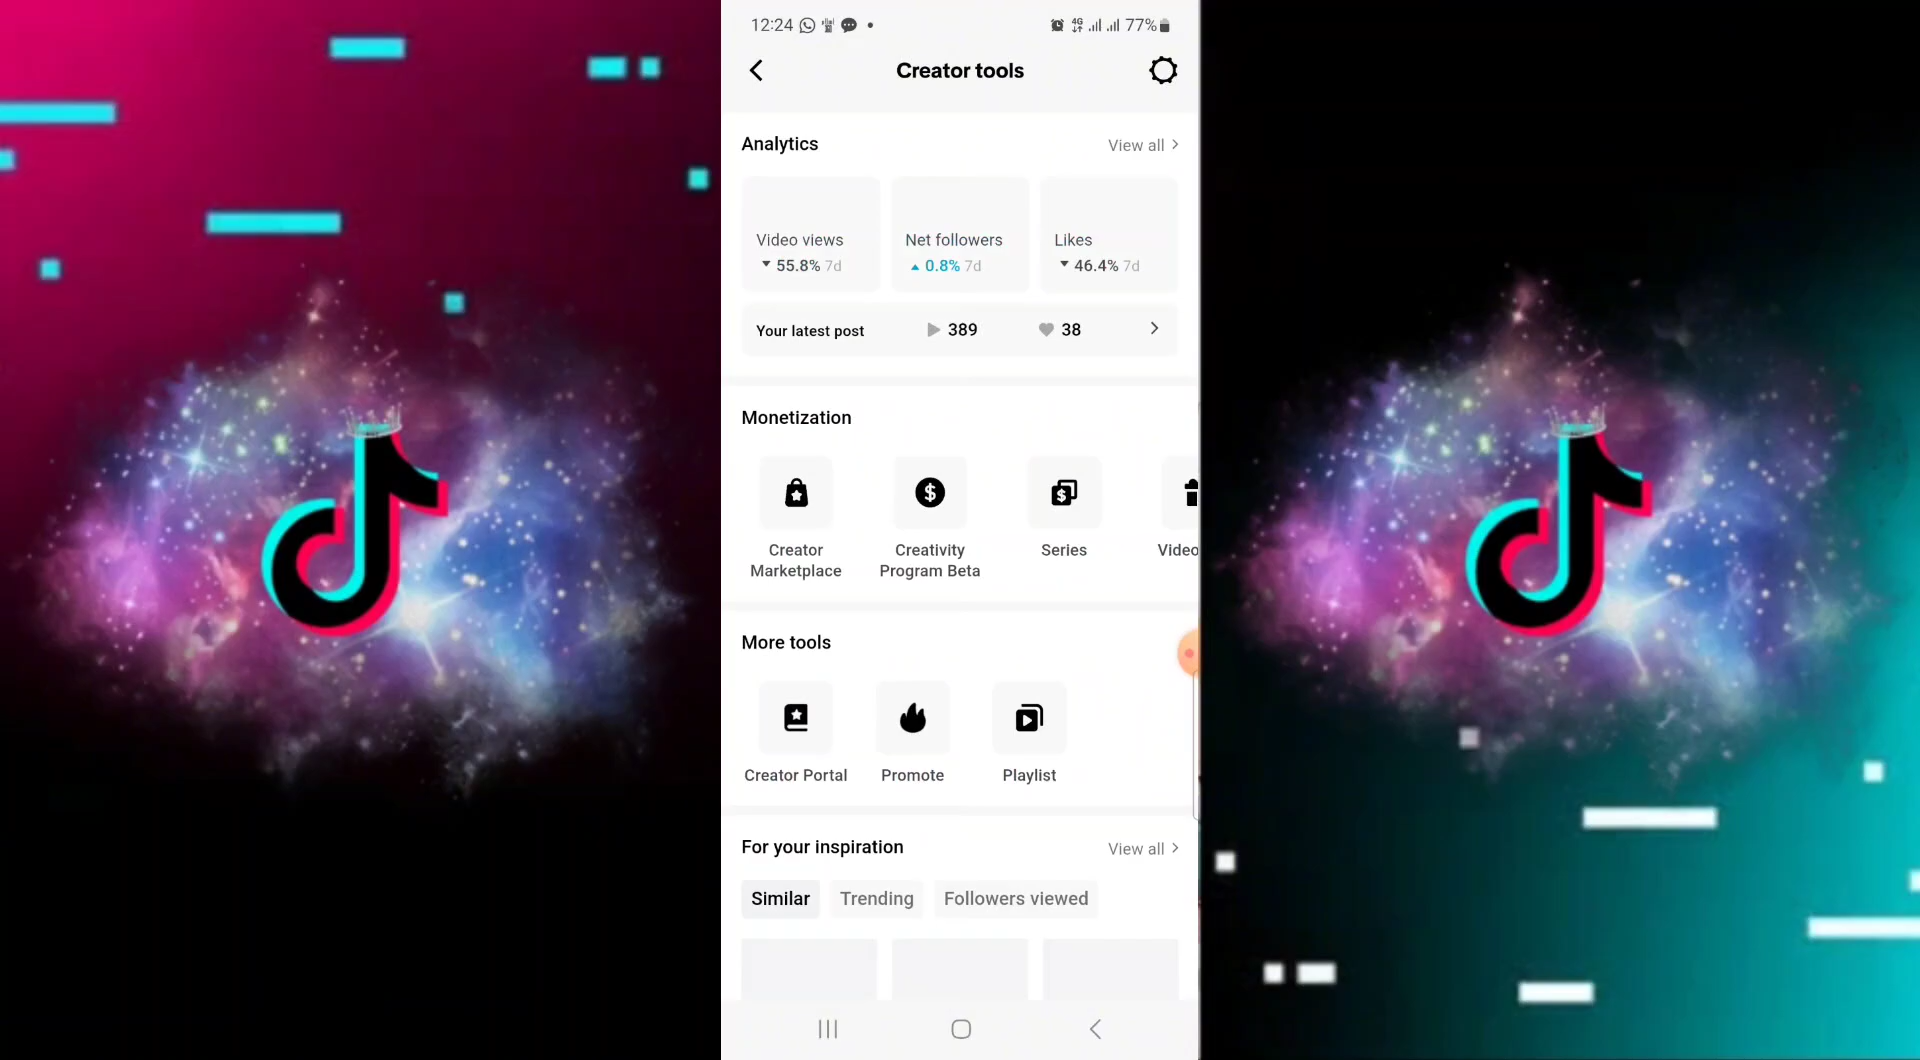 12:24 4G 77%
Creator tools
Analytics View all
Video views Net followers Likes
55.8% 7d 0.8% 7d 46.4% 7d
Your latest post 389 38
Monetization
Creator Marketplace
Creativity Program Beta
Series
Video
More tools
Creator Portal Promote Playlist
For your inspiration View all
Similar Trending Followers viewed